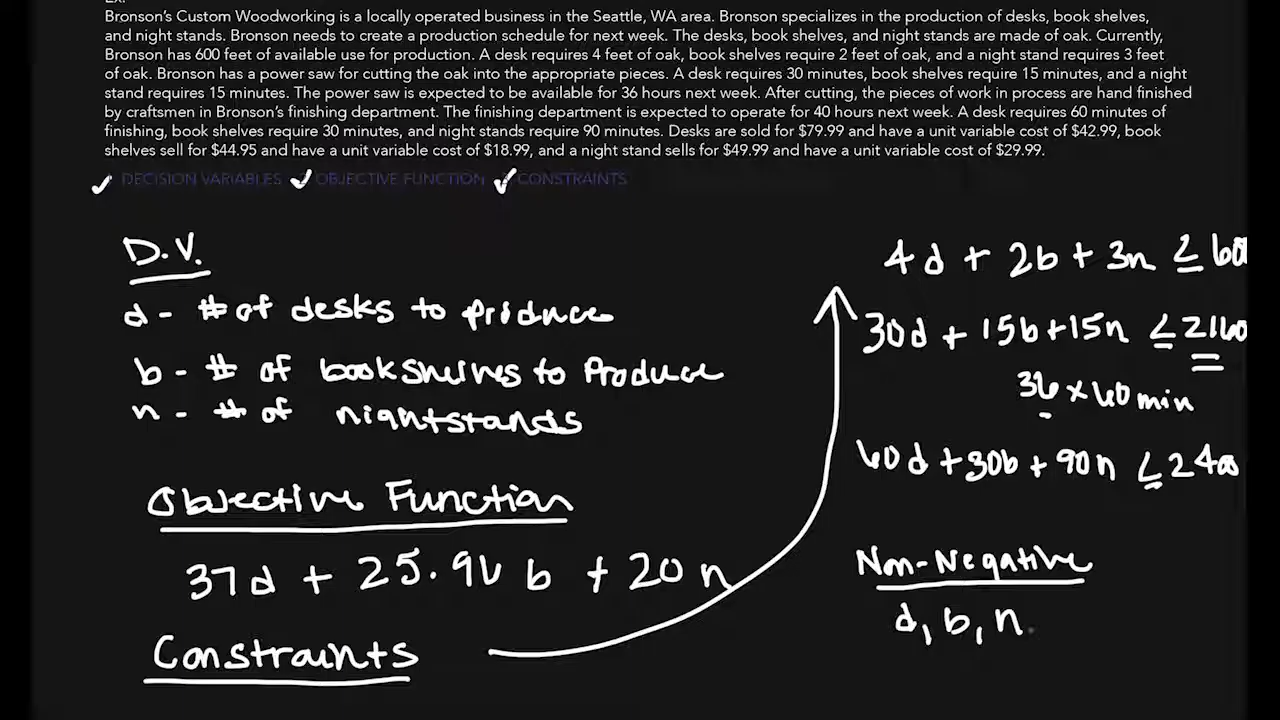 Ex:
Bronson's Custom Woodworking is a locally operated business in the Seattle, WA area. Bronson specializes in the production of desks, book shelves,
and night stands. Bronson needs to create a production schedule for next week. The desks, book shelves, and night stands are made of oak. Currently,
Bronson has 600 feet of available use for production. A desk requires 4 feet of oak, book shelves require 2 feet of oak, and a night stand requires 3 feet
of oak. Bronson has a power saw for cutting the oak into the appropriate pieces. A desk requires 30 minutes, book shelves require 15 minutes, and a night
stand requires 15 minutes. The power saw is expected to be available for 36 hours next week. After cutting, the pieces of work in process are hand finished
by craftsmen in Bronson's finishing department. The finishing department is expected to operate for 40 hours next week. A desk requires 60 minutes of
finishing, book shelves require 30 minutes, and night stands require 90 minutes. Desks are sold for $79.99 and have a unit variable cost of $42.99, book
shelves sell for $44.95 and have a unit variable cost of $18.99, and a night stand sells for $49.99 and have a unit variable cost of $29.99.
DECISION VARIABLES OBJECTIVE FUNCTION CONSTRAINTS
D.V.
d - # of desks to produce
b - # of bookshelves to Produce
n - # of nightstands
Objective Function
37d + 25.96 b + 20 n
Constraints
4d + 2b + 3n ≤ 600
30d + 15b + 15n ≤ 2160
36 x 60 min
60d + 30b + 90n ≤ 2400
Non-Negative
d, b, n